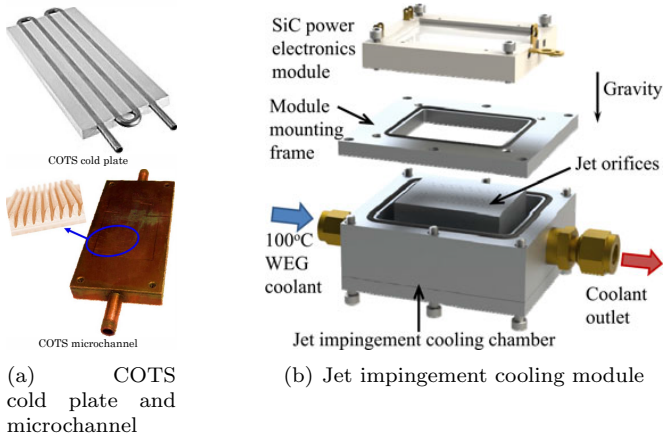 COTS cold plate
COTS microchannel
(a) COTS
cold plate and
microchannel
SiC power
electronics
module
Gravity
Module
mounting
frame
Jet orifices
100°C
WEG
coolant
Coolant
outlet
Jet impingement cooling chamber
(b) Jet impingement cooling module